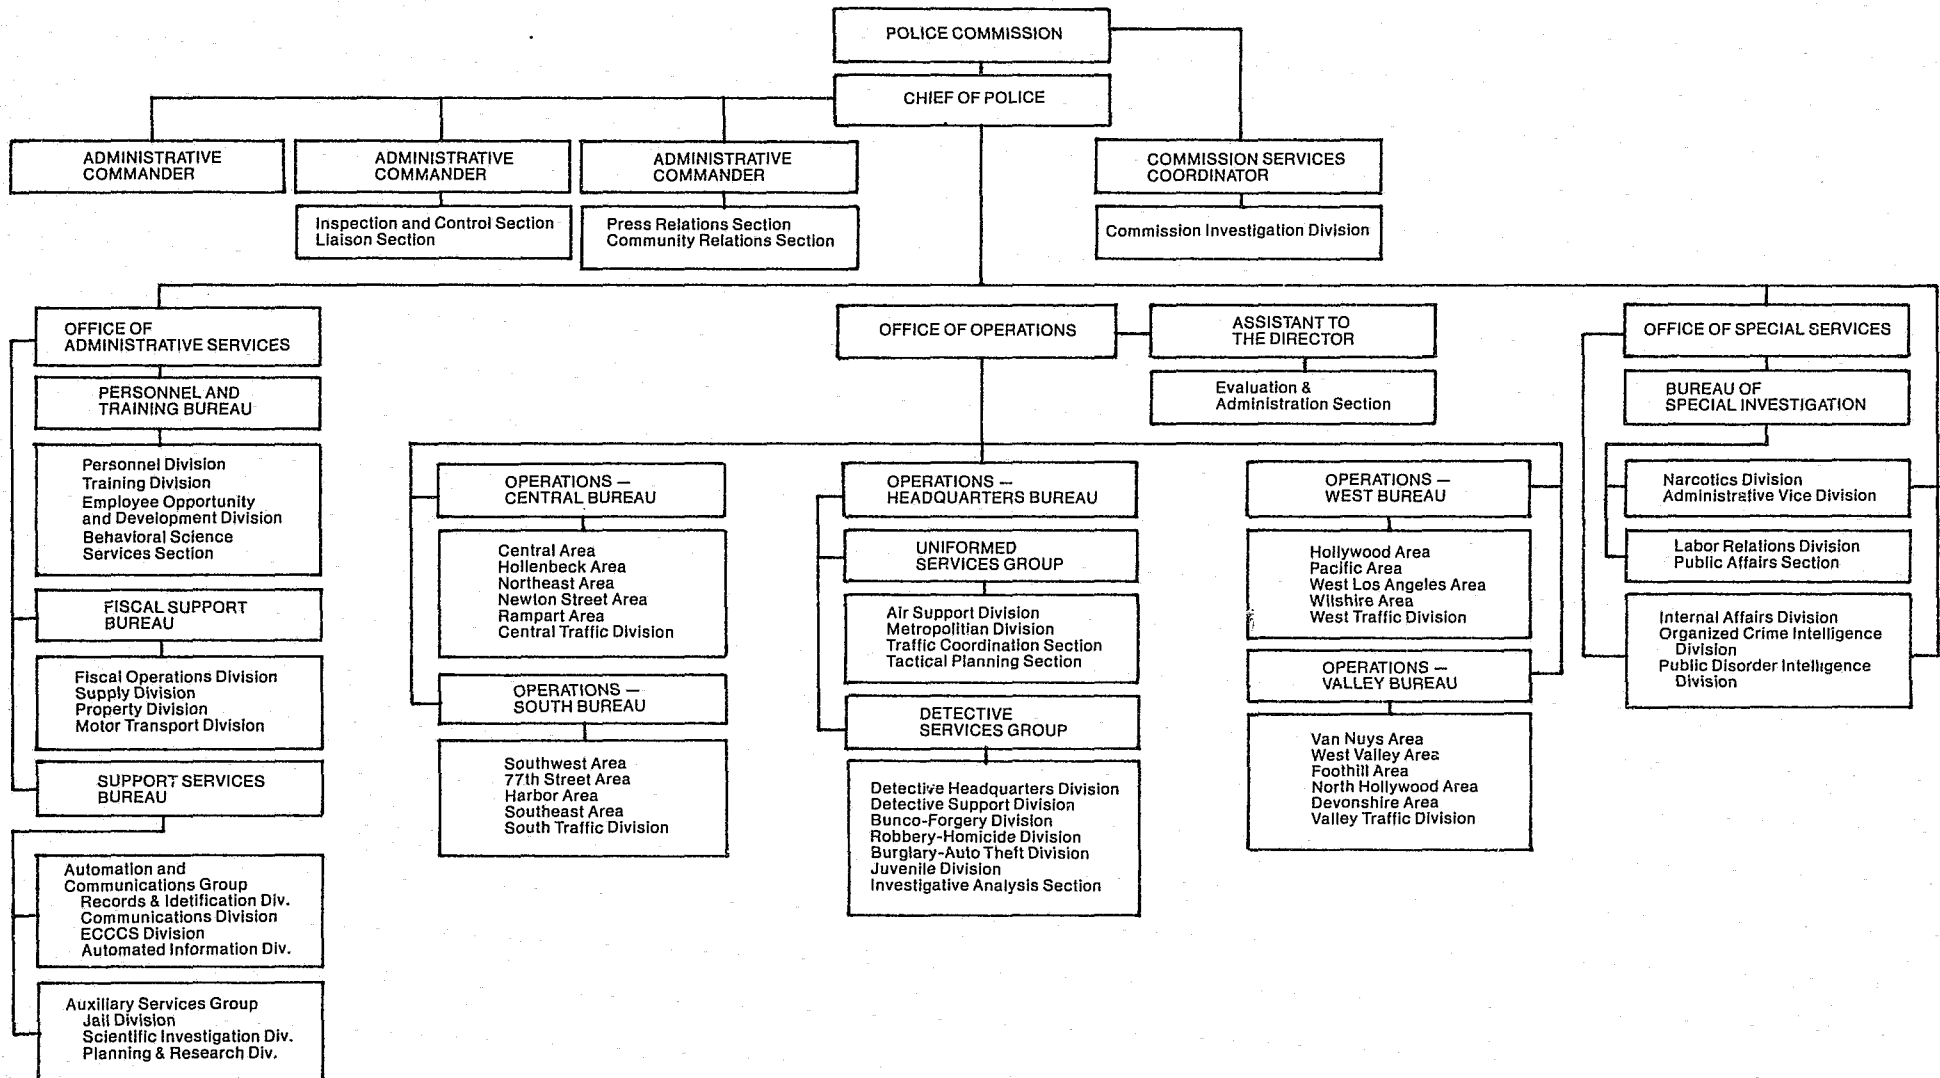 POLICE COMMISSION
CHIEF OF POLICE
ADMINISTRATIVE
COMMANDER
ADMINISTRATIVE
COMMANDER
Inspection and Control Section
Liaison Section
ADMINISTRATIVE
COMMANDER
Press Relations Section
Community Relations Section
COMMISSION SERVICES
COORDINATOR
Commission Investigation Division
OFFICE OF
ADMINISTRATIVE SERVICES
PERSONNEL AND
TRAINING BUREAU
Personnel Division
Training Division
Employee Opportunity
and Development Division
Behavioral Science
Services Section
FISCAL SUPPORT
BUREAU
Fiscal Operations Division
Supply Division
Property Division
Motor Transport Division
SUPPORT SERVICES
BUREAU
Automation and
Communications Group
Records & Idetification Div.
Communications Division
ECCCS Division
Automated Information Div.
Auxiliary Services Group
Jail Division
Scientific Investigation Div.
Planning & Research Div.
OFFICE OF OPERATIONS
ASSISTANT TO
THE DIRECTOR
Evaluation &
Administration Section
OPERATIONS —
CENTRAL BUREAU
Central Area
Hollenbeck Area
Northeast Area
Newton Street Area
Rampart Area
Central Traffic Division
OPERATIONS —
SOUTH BUREAU
Southwest Area
77th Street Area
Harbor Area
Southeast Area
South Traffic Division
OPERATIONS —
HEADQUARTERS BUREAU
UNIFORMED
SERVICES GROUP
Air Support Division
Metropolitian Division
Traffic Coordination Section
Tactical Planning Section
DETECTIVE
SERVICES GROUP
Detective Headquarters Division
Detective Support Division
Bunco-Forgery Division
Robbery-Homicide Division
Burglary-Auto Theft Division
Juvenile Division
Investigative Analysis Section
OPERATIONS —
WEST BUREAU
Hollywood Area
Pacific Area
West Los Angeles Area
Wilshire Area
West Traffic Division
OPERATIONS —
VALLEY BUREAU
Van Nuys Area
West Valley Area
Foothill Area
North Hollywood Area
Devonshire Area
Valley Traffic Division
OFFICE OF SPECIAL SERVICES
BUREAU OF
SPECIAL INVESTIGATION
Narcotics Division
Administrative Vice Division
Labor Relations Division
Public Affairs Section
Internal Affairs Division
Organized Crime Intelligence
Division
Public Disorder Intelligence
Division